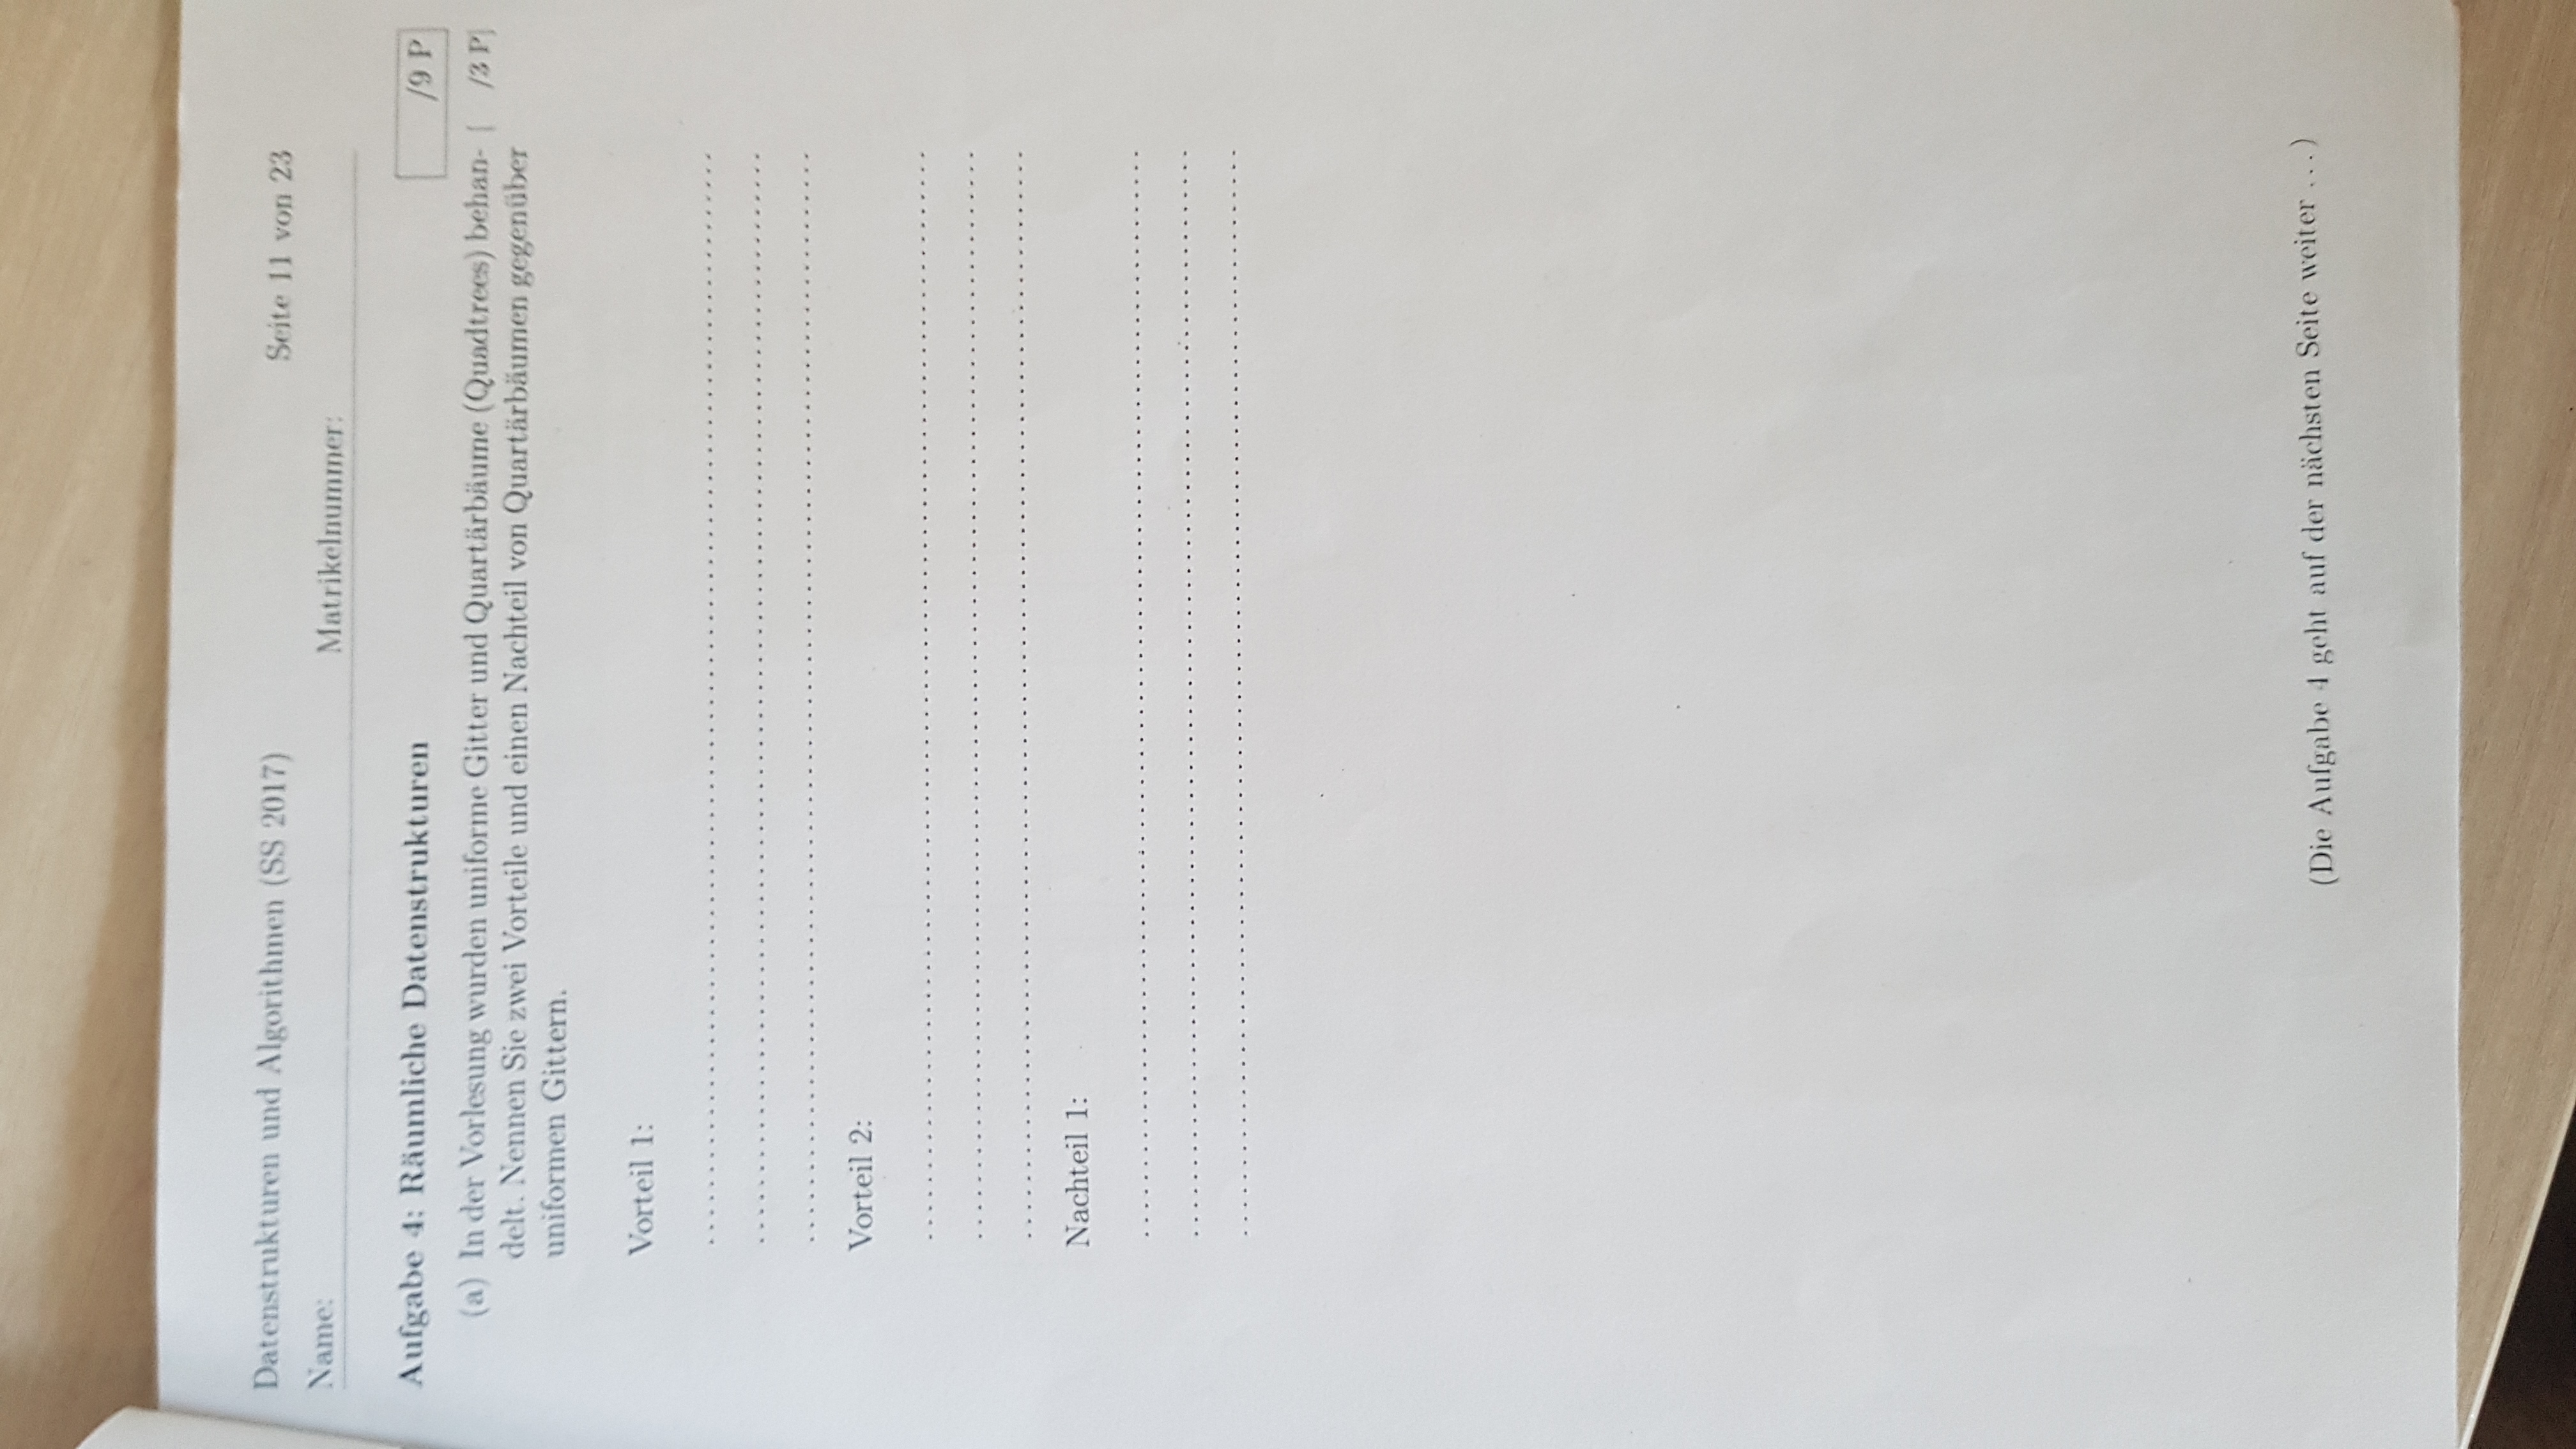 Datenstrukturen und Algorithmen (SS 2017) Seite 11 von 23
Name: Matrikelnummer:
Aufgabe 4: Räumliche Datenstrukturen /9 P
(a) In der Vorlesung wurden uniforme Gitter und Quartärbäume (Quadtrees) behan- [ /3 P]
delt. Nennen Sie zwei Vorteile und einen Nachteil von Quartärbäumen gegenüber
uniformen Gittern.
Vorteil 1:
Vorteil 2:
Nachteil 1:
(Die Aufgabe 4 geht auf der nächsten Seite weiter ...)